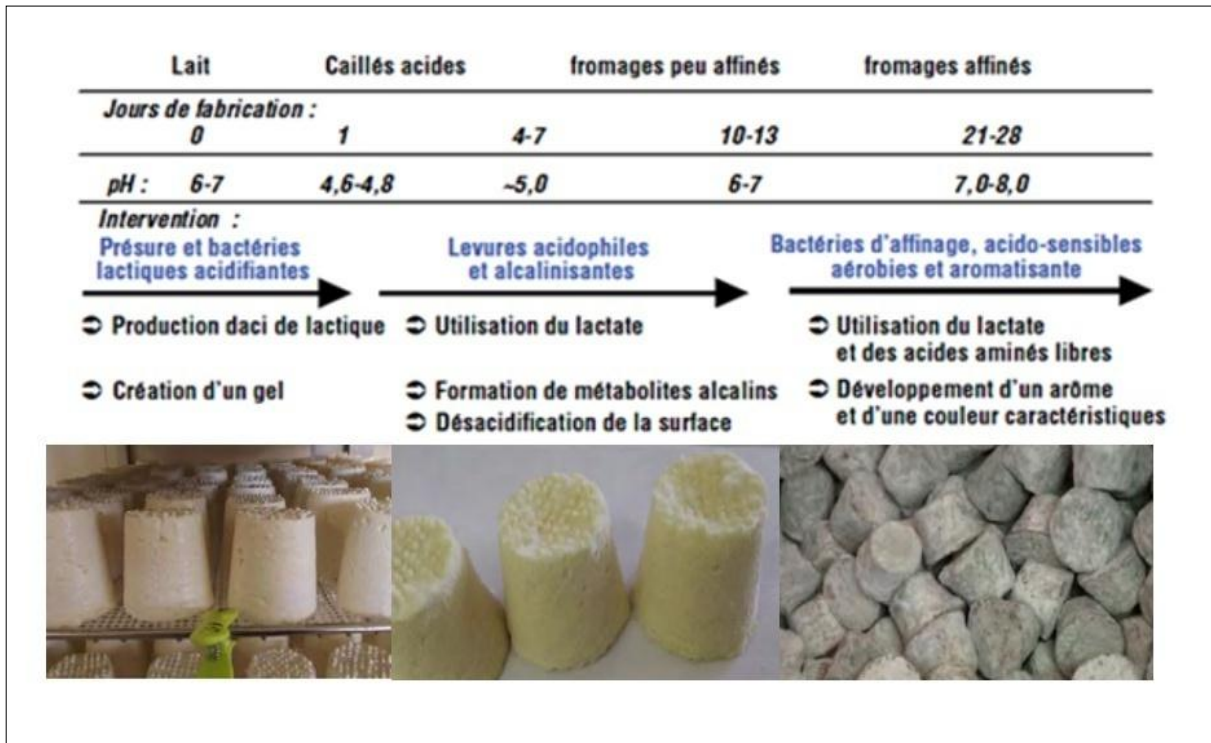 Lait Caillés acides fromages peu affinés fromages affinés
Jours de fabrication :
0 1 4-7 10-13 21-28
pH : 6-7 4,6-4,8 ~5,0 6-7 7,0-8,0
Intervention :
Présure et bactéries
lactiques acidifiantes
Levures acidophiles
et alcalinisantes
Bactéries d'affinage, acido-sensibles
aérobies et aromatisante
➲ Production daci de lactique
➲ Création d'un gel
➲ Utilisation du lactate
➲ Formation de métabolites alcalins
➲ Désacidification de la surface
➲ Utilisation du lactate
et des acides aminés libres
➲ Développement d'un arôme
et d'une couleur caractéristiques